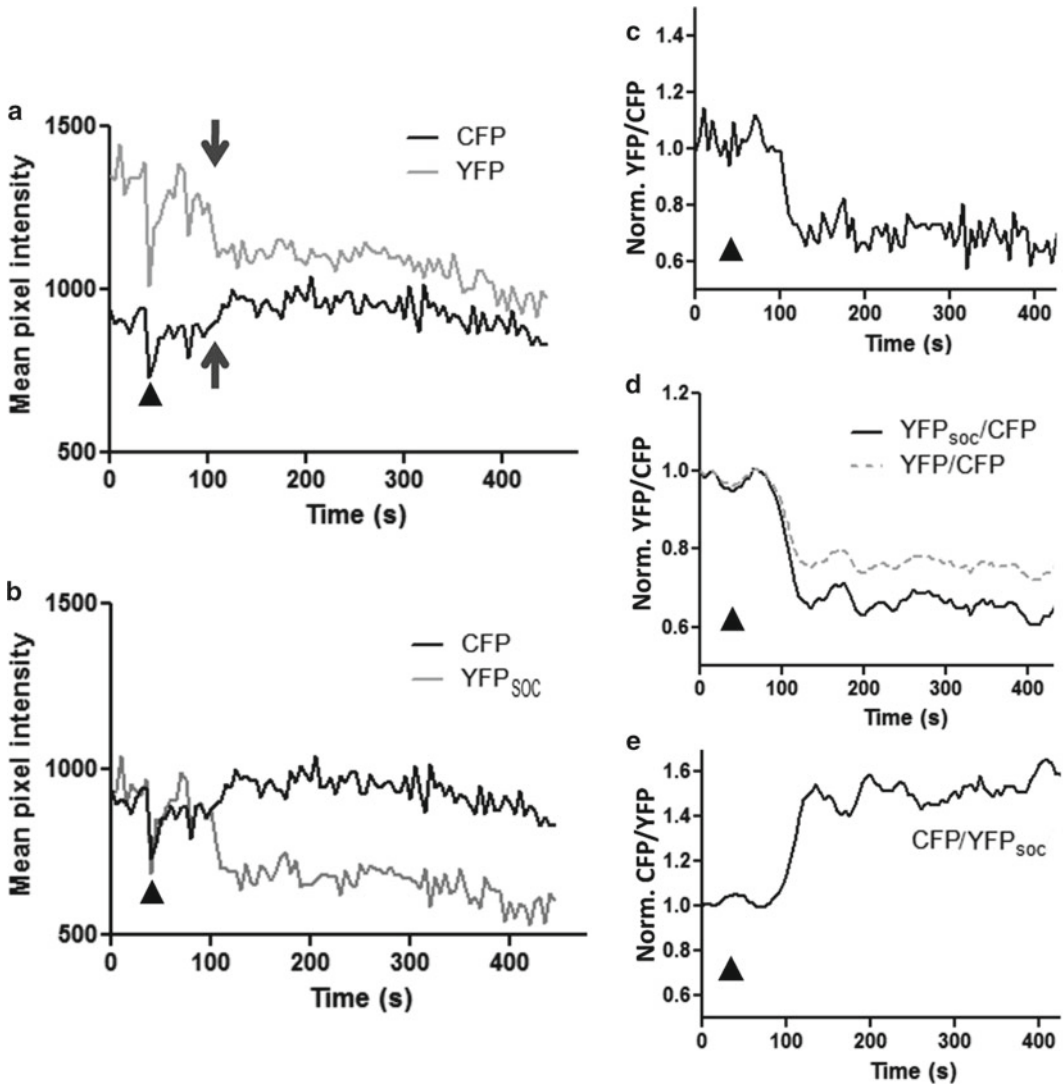 a
1500
1000
500
Mean pixel intensity
CFP
YFP
0 100 200 300 400
Time (s)
b
1500
1000
500
Mean pixel intensity
CFP
YFPSOC
0 100 200 300 400
Time (s)
c
1.4
1.2
1.0
0.8
0.6
Norm. YFP/CFP
0 100 200 300 400
Time (s)
d
1.2
1.0
0.8
0.6
Norm. YFP/CFP
YFPsoc/CFP
YFP/CFP
0 100 200 300 400
Time (s)
e
1.6
1.4
1.2
1.0
0.8
0.6
Norm. CFP/YFP
CFP/YFPsoc
0 100 200 300 400
Time (s)